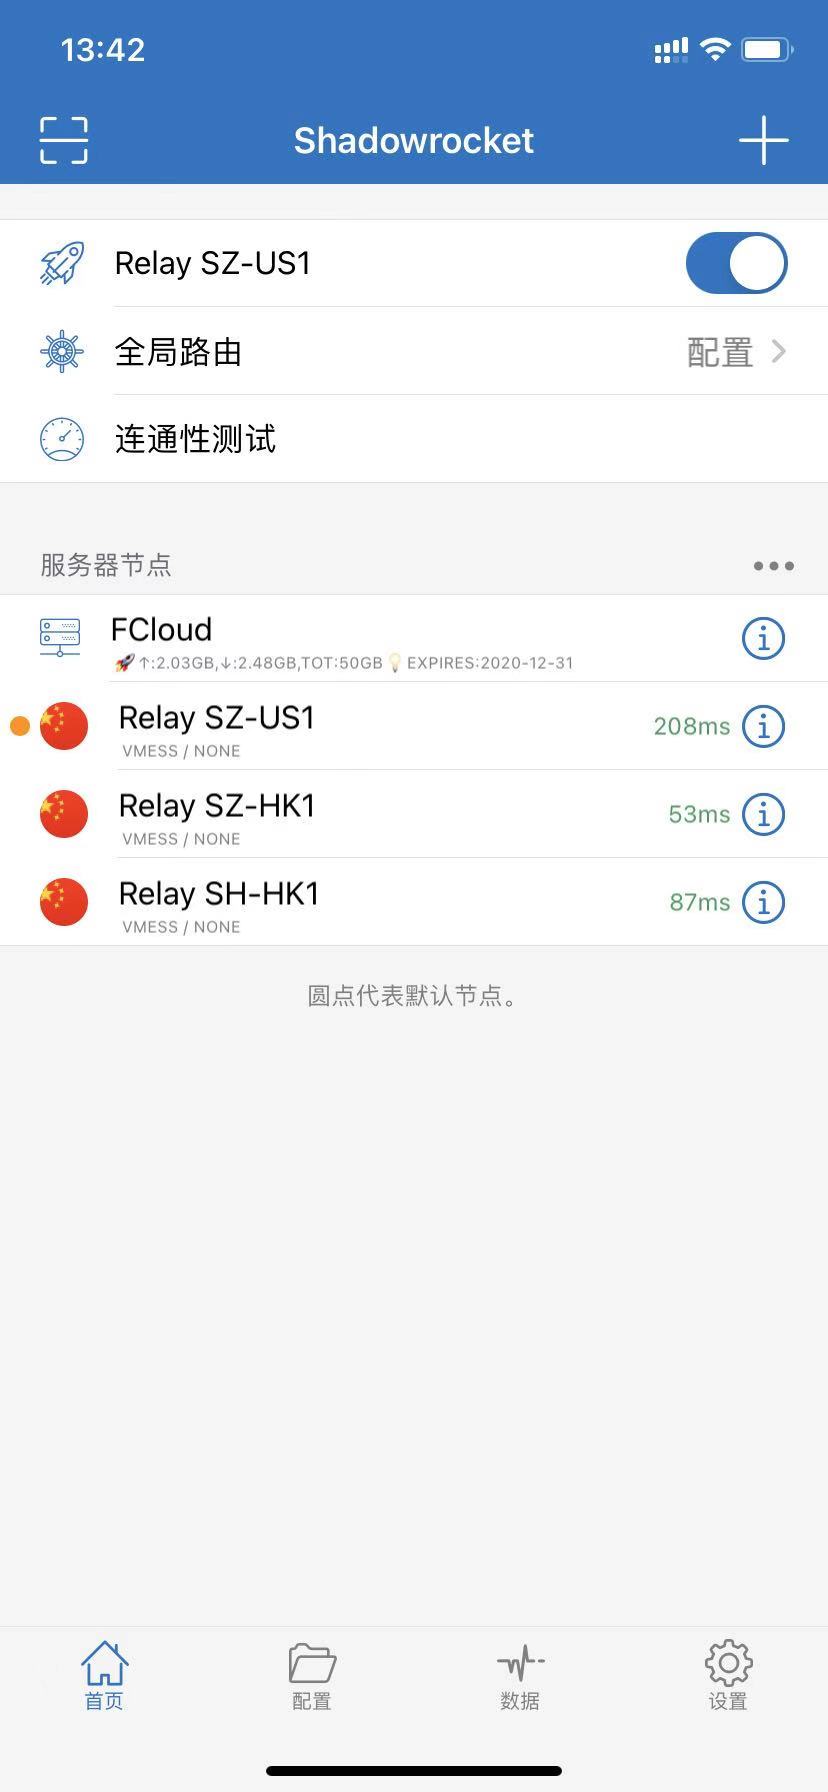 13:42
Shadowrocket
Relay SZ-US1
全局路由 配置
连通性测试
服务器节点
FCloud
🚀↑:2.03GB,↓:2.48GB,TOT:50GB💡EXPIRES:2020-12-31
Relay SZ-US1 208ms
VMESS / NONE
Relay SZ-HK1 53ms
VMESS / NONE
Relay SH-HK1 87ms
VMESS / NONE
圆点代表默认节点。
首页 配置 数据 设置